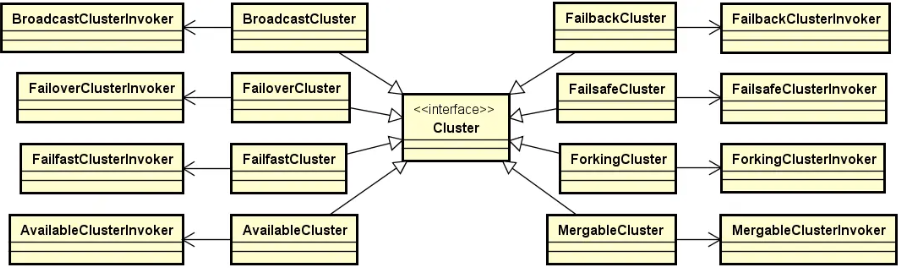 BroadcastClusterInvoker
BroadcastCluster
FailbackCluster
FailbackClusterInvoker
FailoverClusterInvoker
FailoverCluster
FailsafeCluster
FailsafeClusterInvoker
<<interface>>
Cluster
FailfastClusterInvoker
FailfastCluster
ForkingCluster
ForkingClusterInvoker
AvailableClusterInvoker
AvailableCluster
MergableCluster
MergableClusterInvoker